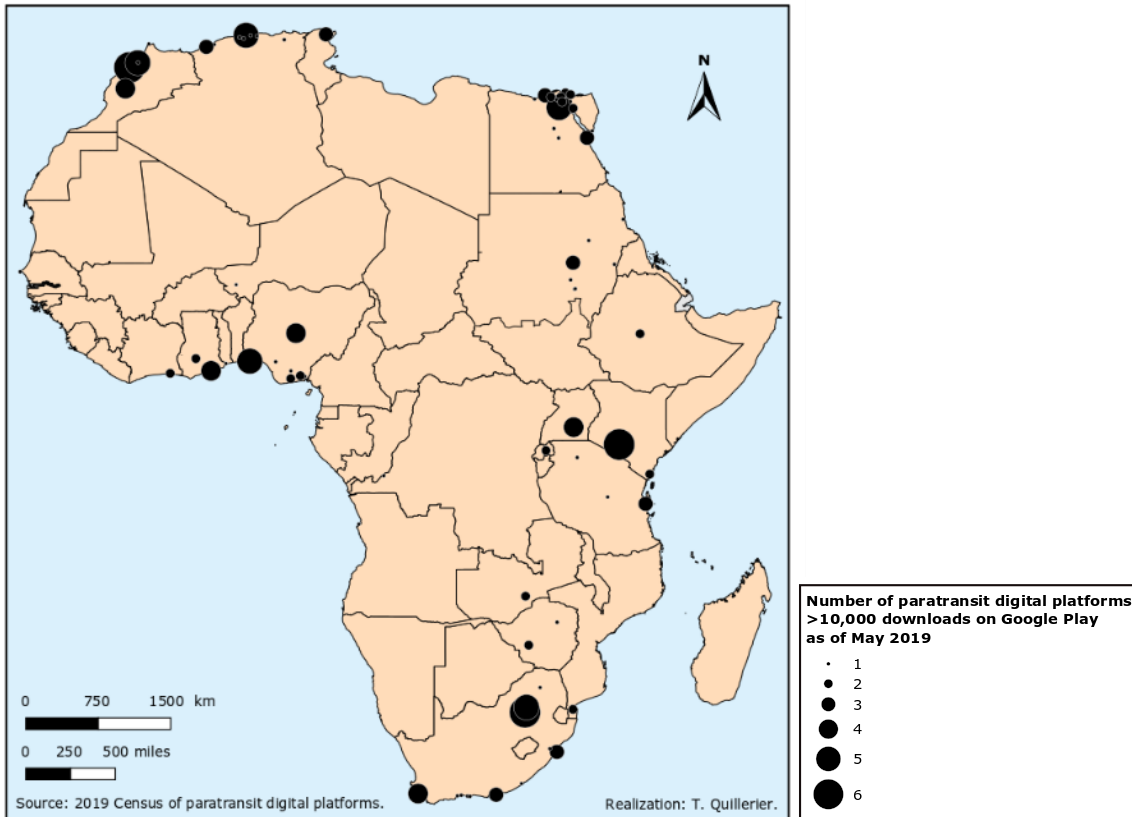 N
0 750 1500 km
0 250 500 miles
Source: 2019 Census of paratransit digital platforms.
Realization: T. Quillerier.
Number of paratransit digital platforms
>10,000 downloads on Google Play
as of May 2019
1
2
3
4
5
6